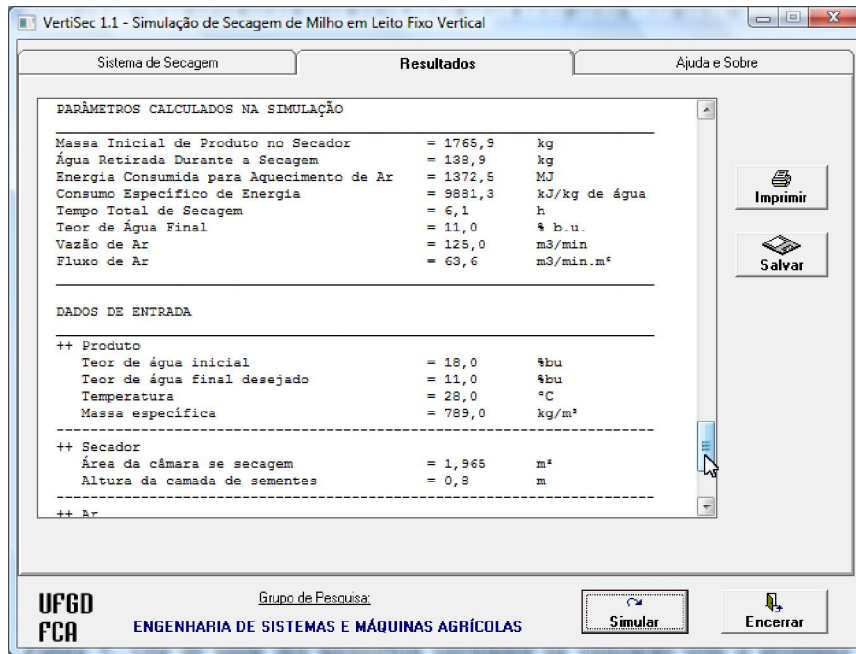 VertiSec 1.1 - Simulação de Secagem de Milho em Leito Fixo Vertical
Sistema de Secagem
Resultados
Ajuda e Sobre
PARÂMETROS CALCULADOS NA SIMULAÇÃO
Massa Inicial de Produto no Secador = 1765,9 kg
Água Retirada Durante a Secagem = 138,9 kg
Energia Consumida para Aquecimento de Ar = 1372,5 MJ
Consumo Específico de Energia = 9881,3 kJ/kg de água
Tempo Total de Secagem = 6,1 h
Teor de Água Final = 11,0 % b.u.
Vazão de Ar = 125,0 m3/min
Fluxo de Ar = 63,6 m3/min.m²
DADOS DE ENTRADA
++ Produto
Teor de água inicial = 18,0 %bu
Teor de água final desejado = 11,0 %bu
Temperatura = 28,0 °C
Massa específica = 789,0 kg/m³
++ Secador
Área da câmara se secagem = 1,965 m²
Altura da camada de sementes = 0,8 m
++ Ar
Imprimir
Salvar
UFGD
FCA
Grupo de Pesquisa:
ENGENHARIA DE SISTEMAS E MÁQUINAS AGRÍCOLAS
Simular
Encerrar